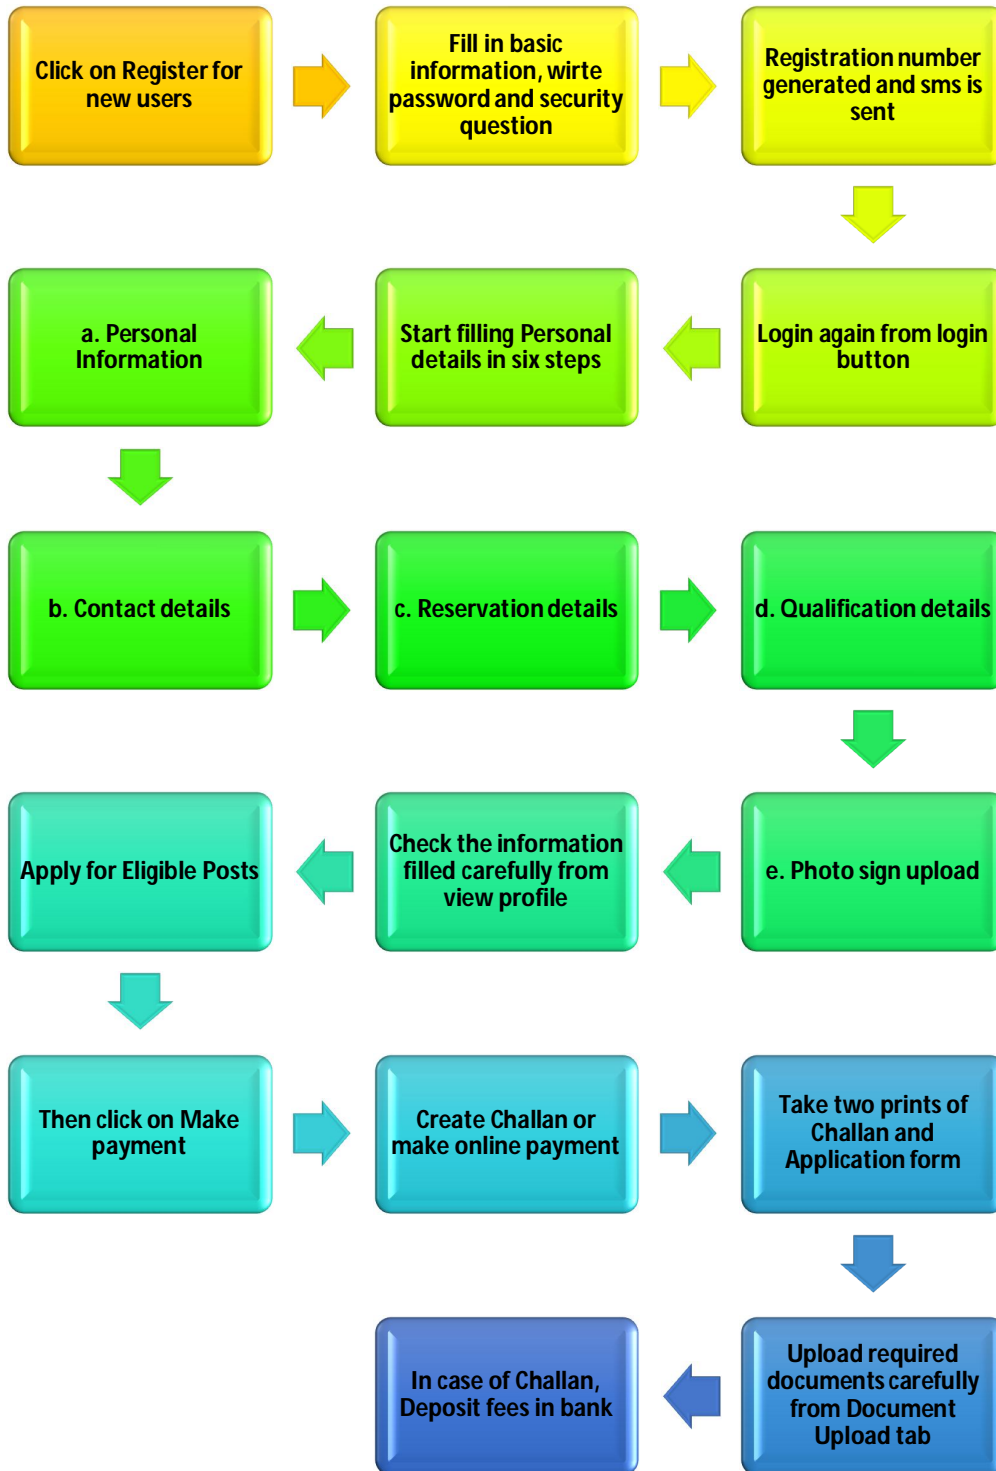 Click on Register for
new users
Fill in basic
information, wirte
password and security
question
Registration number
generated and sms is
sent
Login again from login
button
Start filling Personal
details in six steps
a. Personal
Information
b. Contact details
c. Reservation details
d. Qualification details
e. Photo sign upload
Check the information
filled carefully from
view profile
Apply for Eligible Posts
Then click on Make
payment
Create Challan or
make online payment
Take two prints of
Challan and
Application form
Upload required
documents carefully
from Document
Upload tab
In case of Challan,
Deposit fees in bank